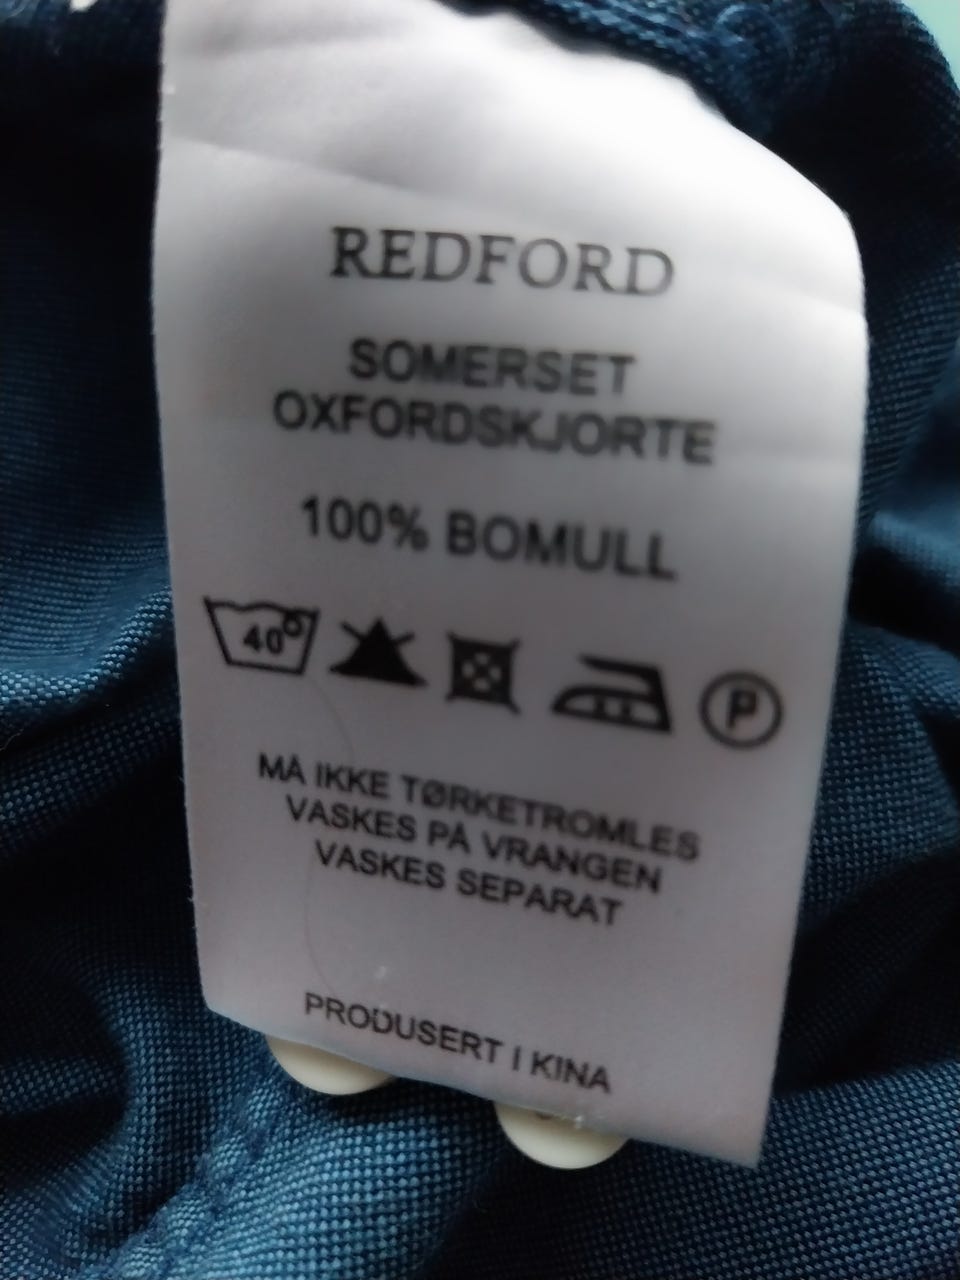 REDFORD
SOMERSET
OXFORDSKJORTE
100% BOMULL
40° P
MÅ IKKE TØRKETROMLES
VASKES PÅ VRANGEN
VASKES SEPARAT
PRODUSERT I KINA